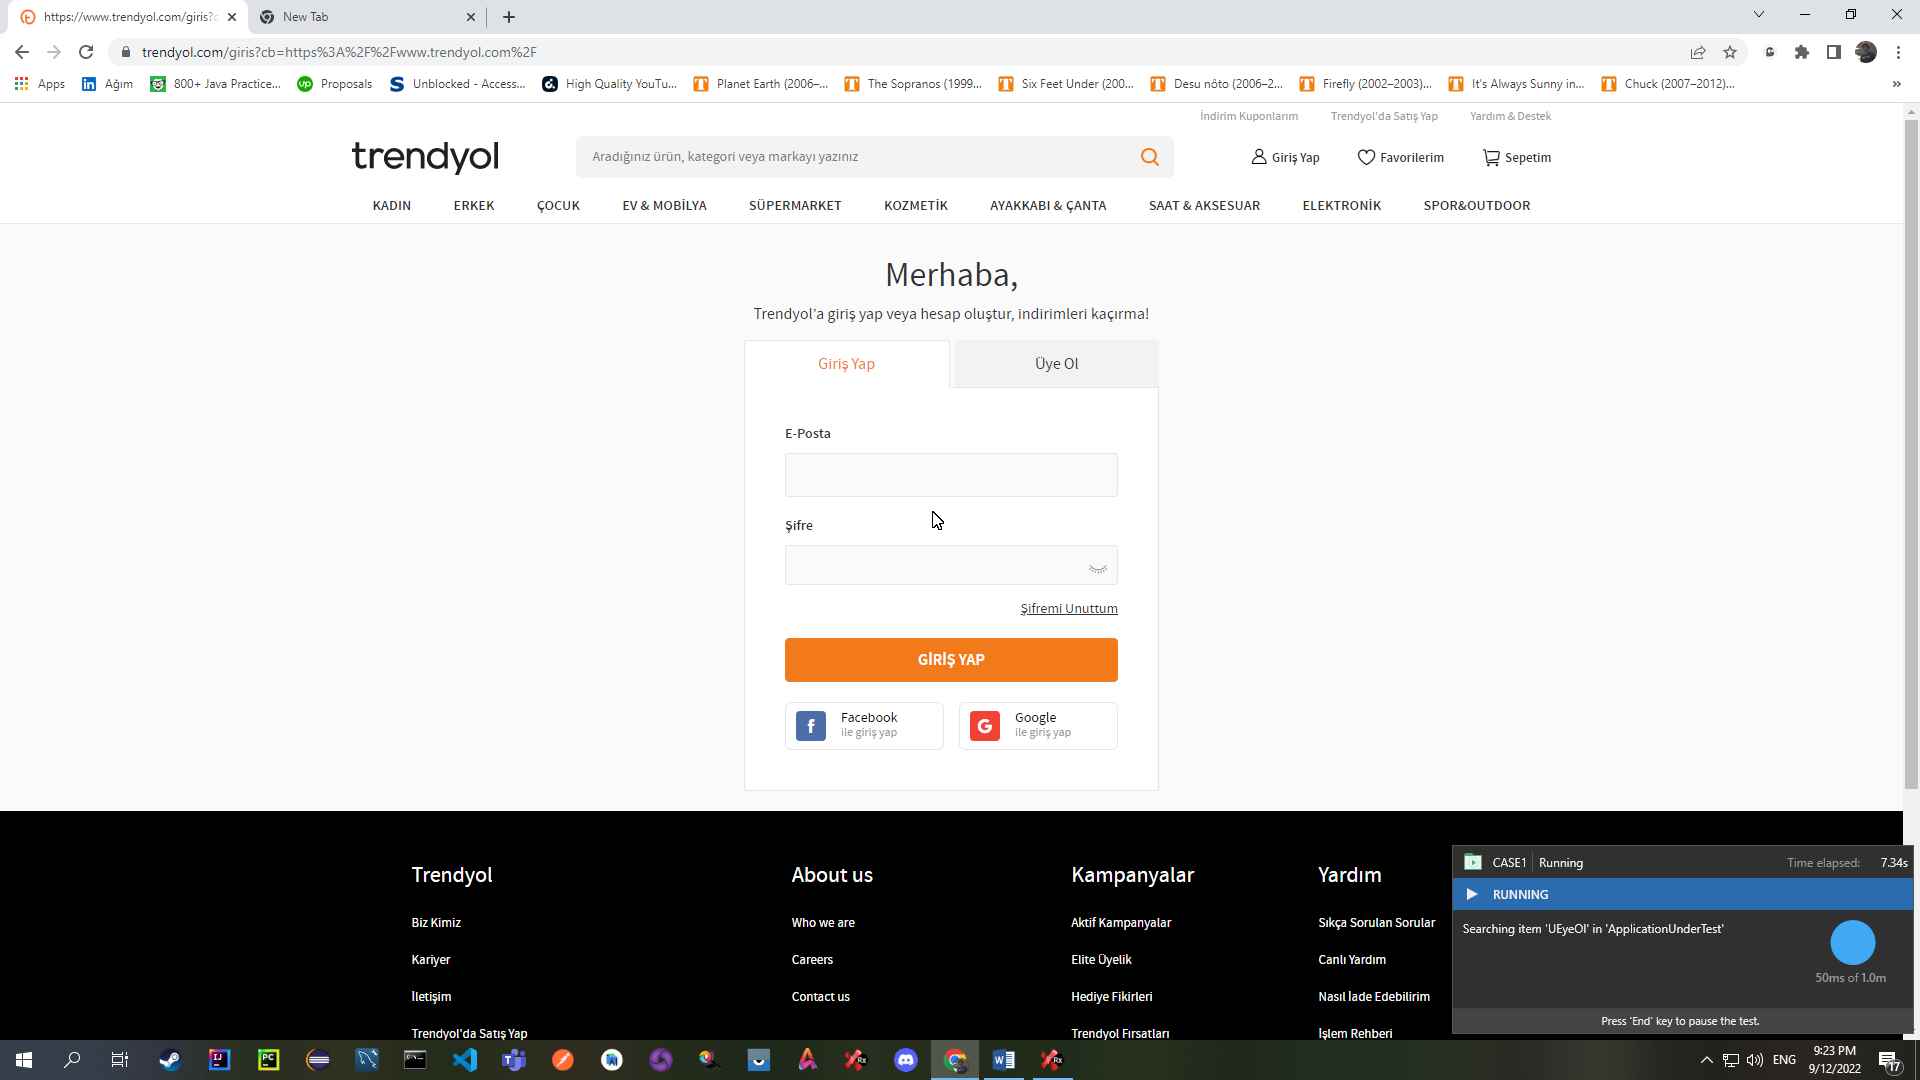 https://www.trendyol.com/giris?c
New Tab
trendyol.com/giris?cb=https%3A%2F%2Fwww.trendyol.com%2F
Apps
Ağım
800+ Java Practice...
Proposals
Unblocked - Access...
High Quality YouTu...
Planet Earth (2006–...
The Sopranos (1999...
Six Feet Under (200...
Desu nôto (2006–2...
Firefly (2002–2003)...
It's Always Sunny in...
Chuck (2007–2012)...
»
İndirim Kuponlarım
Trendyol'da Satış Yap
Yardım & Destek
trendyol
Aradığınız ürün, kategori veya markayı yazınız
Giriş Yap
Favorilerim
Sepetim
KADIN
ERKEK
ÇOCUK
EV & MOBİLYA
SÜPERMARKET
KOZMETİK
AYAKKABI & ÇANTA
SAAT & AKSESUAR
ELEKTRONİK
SPOR&OUTDOOR
Merhaba,
Trendyol'a giriş yap veya hesap oluştur, indirimleri kaçırma!
Giriş Yap
Üye Ol
E-Posta
Şifre
Şifremi Unuttum
GİRİŞ YAP
Facebook
ile giriş yap
Google
ile giriş yap
Trendyol
Biz Kimiz
Kariyer
İletişim
Trendyol'da Satış Yap
About us
Who we are
Careers
Contact us
Kampanyalar
Aktif Kampanyalar
Elite Üyelik
Hediye Fikirleri
Trendyol Fırsatları
Yardım
Sıkça Sorulan Sorular
Canlı Yardım
Nasıl İade Edebilirim
İşlem Rehberi
CASE1
Running
Time elapsed: 7.34s
RUNNING
Searching item 'UEyeOl' in 'ApplicationUnderTest'
50ms of 1.0m
Press 'End' key to pause the test.
ENG
9:23 PM
9/12/2022
17